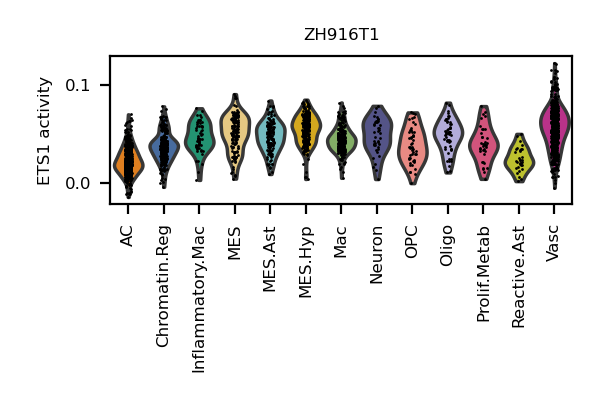 ZH916T1
ETS1 activity
0.1
0.0
AC
Chromatin.Reg
Inflammatory.Mac
MES
MES.Ast
MES.Hyp
Mac
Neuron
OPC
Oligo
Prolif.Metab
Reactive.Ast
Vasc